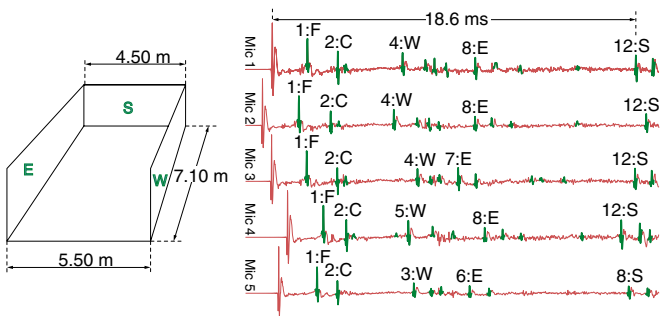 4.50 m
S
E
W
7.10 m
5.50 m
18.6 ms
Mic 1
1:F
2:C
4:W
8:E
12:S
Mic 2
1:F
2:C
4:W
8:E
12:S
Mic 3
1:F
2:C
4:W
7:E
12:S
Mic 4
1:F
2:C
5:W
8:E
12:S
Mic 5
1:F
2:C
3:W
6:E
8:S